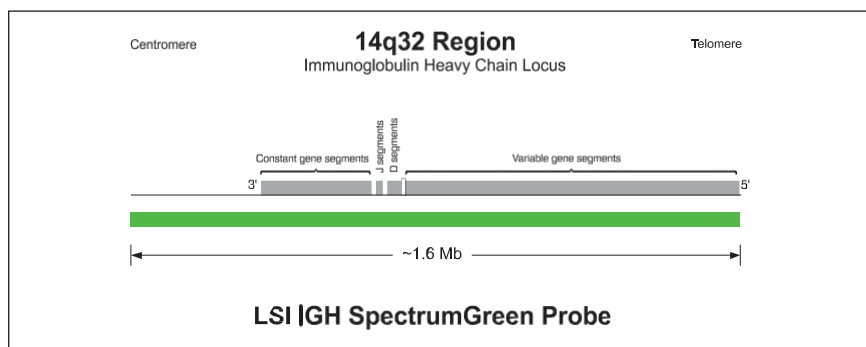 Centromere
14q32 Region
Telomere
Immunoglobulin Heavy Chain Locus
Constant gene segments
J segments
D segments
Variable gene segments
3'
5'
~1.6 Mb
LSI IGH SpectrumGreen Probe